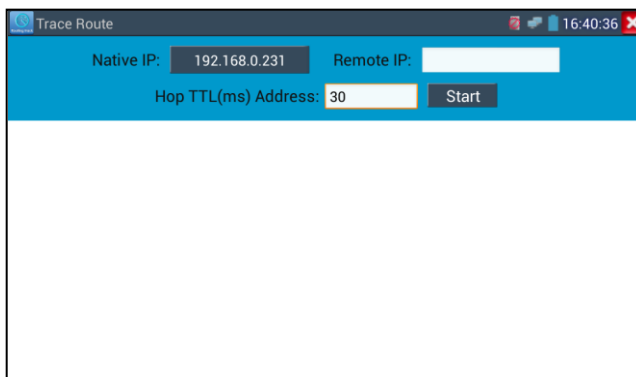 Trace Route 16:40:36
Native IP: 192.168.0.231 Remote IP:
Hop TTL(ms) Address: 30 Start